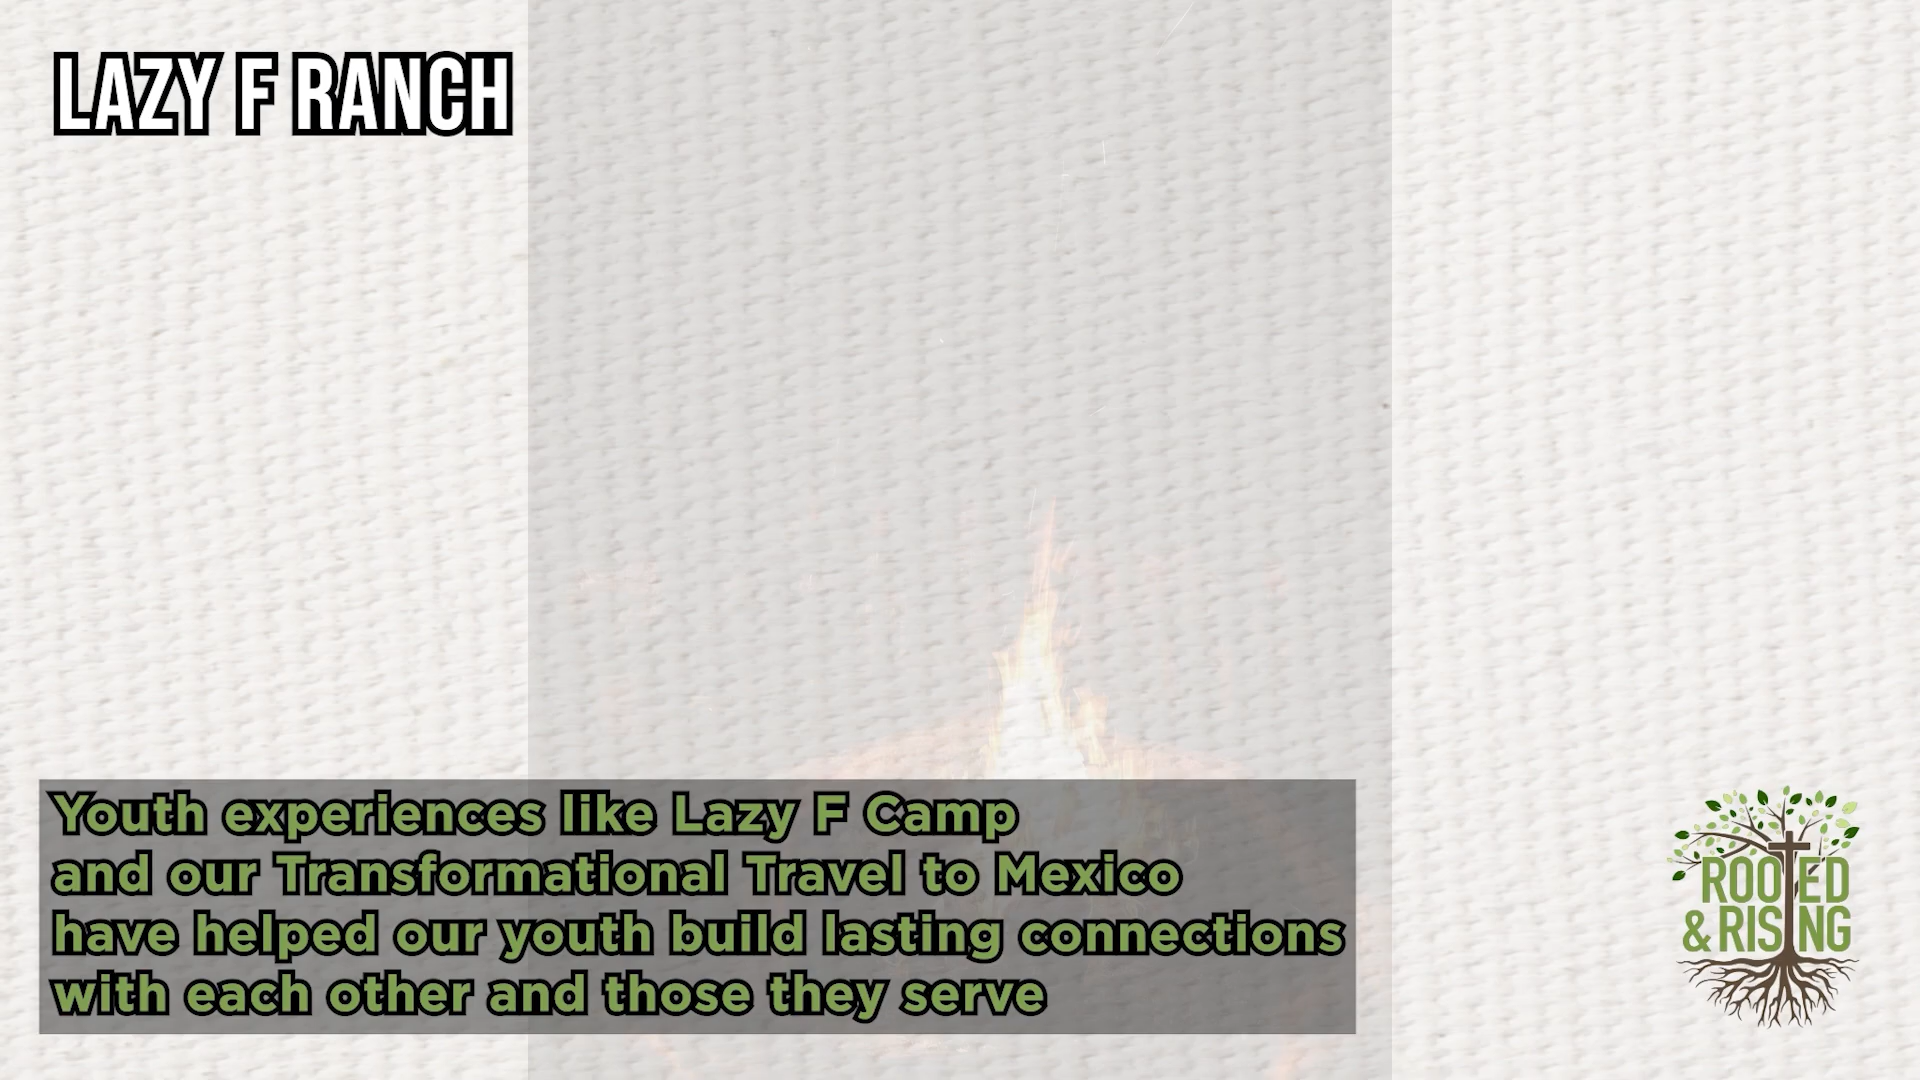 LAZY F RANCH
Youth experiences like Lazy F Camp
and our Transformational Travel to Mexico
have helped our youth build lasting connections
with each other and those they serve
ROOTED
& RISING